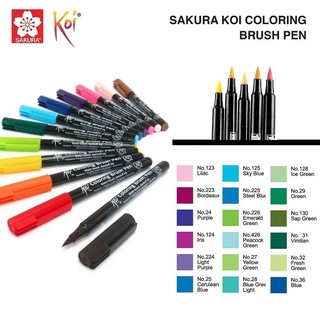 SAKURA
Koi
SAKURA KOI COLORING
BRUSH PEN
Koi Coloring Brush Pen
No.123
Lilac
No.125
Sky Blue
No.128
Ice Green
No.223
Bordeaux
No.225
Steel Blue
No.29
Green
No.24
Purple
No.228
Emerald
Green
No.130
Sap Green
No.124
Iris
No.426
Peacock
Green
No. 31
Viridian
No.224
Light
Purple
No.27
Yellow
Green
No.32
Fresh
Green
No.25
Cerulean
Blue
No.28
Blue Green
Light
No.36
Blue